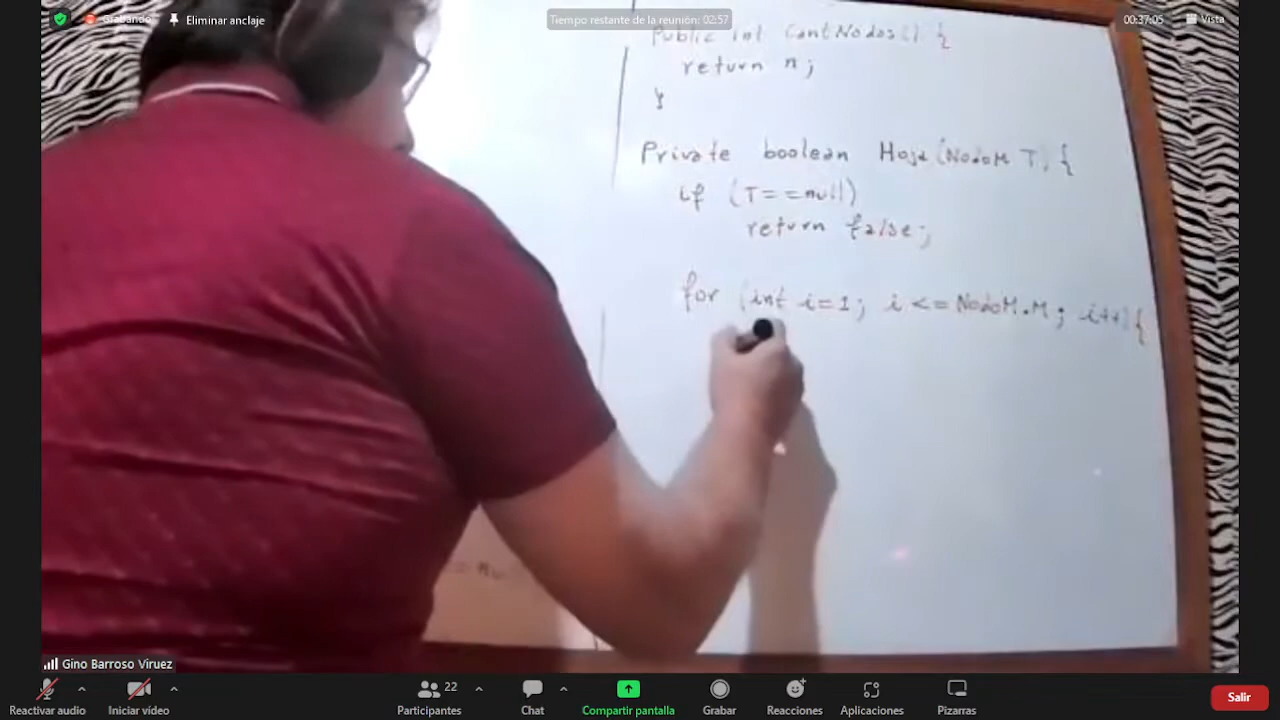 Grabando
Eliminar anclaje
Tiempo restante de la reunión: 02:57
00:37:05
Vista
Public int CantNodos() {
return n;
}
Private boolean Hoja(NodoM T) {
if (T==null)
return false;
for (int i=1; i <= NodoM.M; i++) {
Gino Barroso Viruez
Reactivar audio
Iniciar vídeo
Participantes
22
Chat
Compartir pantalla
Grabar
Reacciones
Aplicaciones
Pizarras
Salir